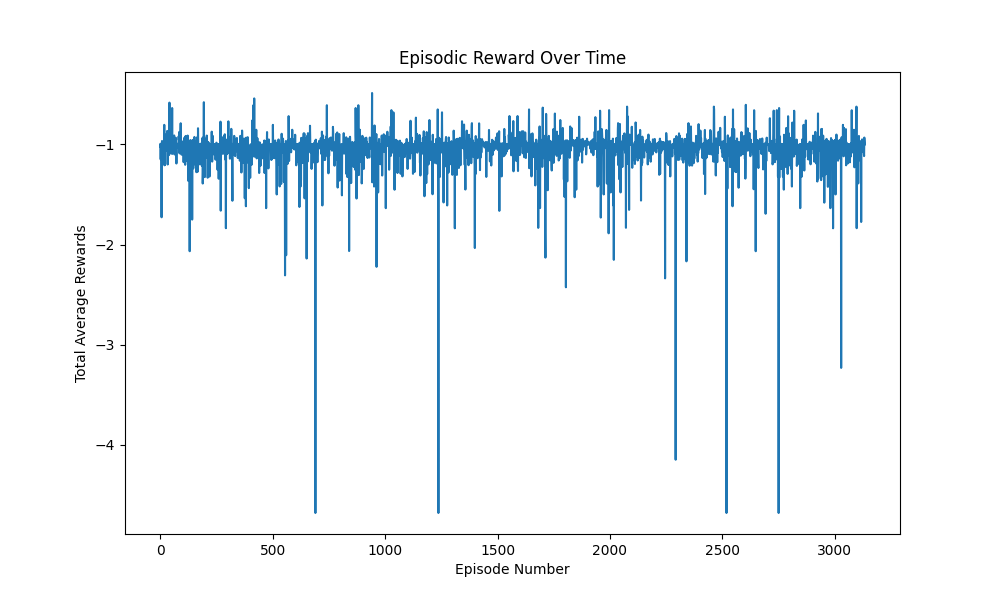 Episodic Reward Over Time
Total Average Rewards
−1
−2
−3
−4
0 500 1000 1500 2000 2500 3000
Episode Number